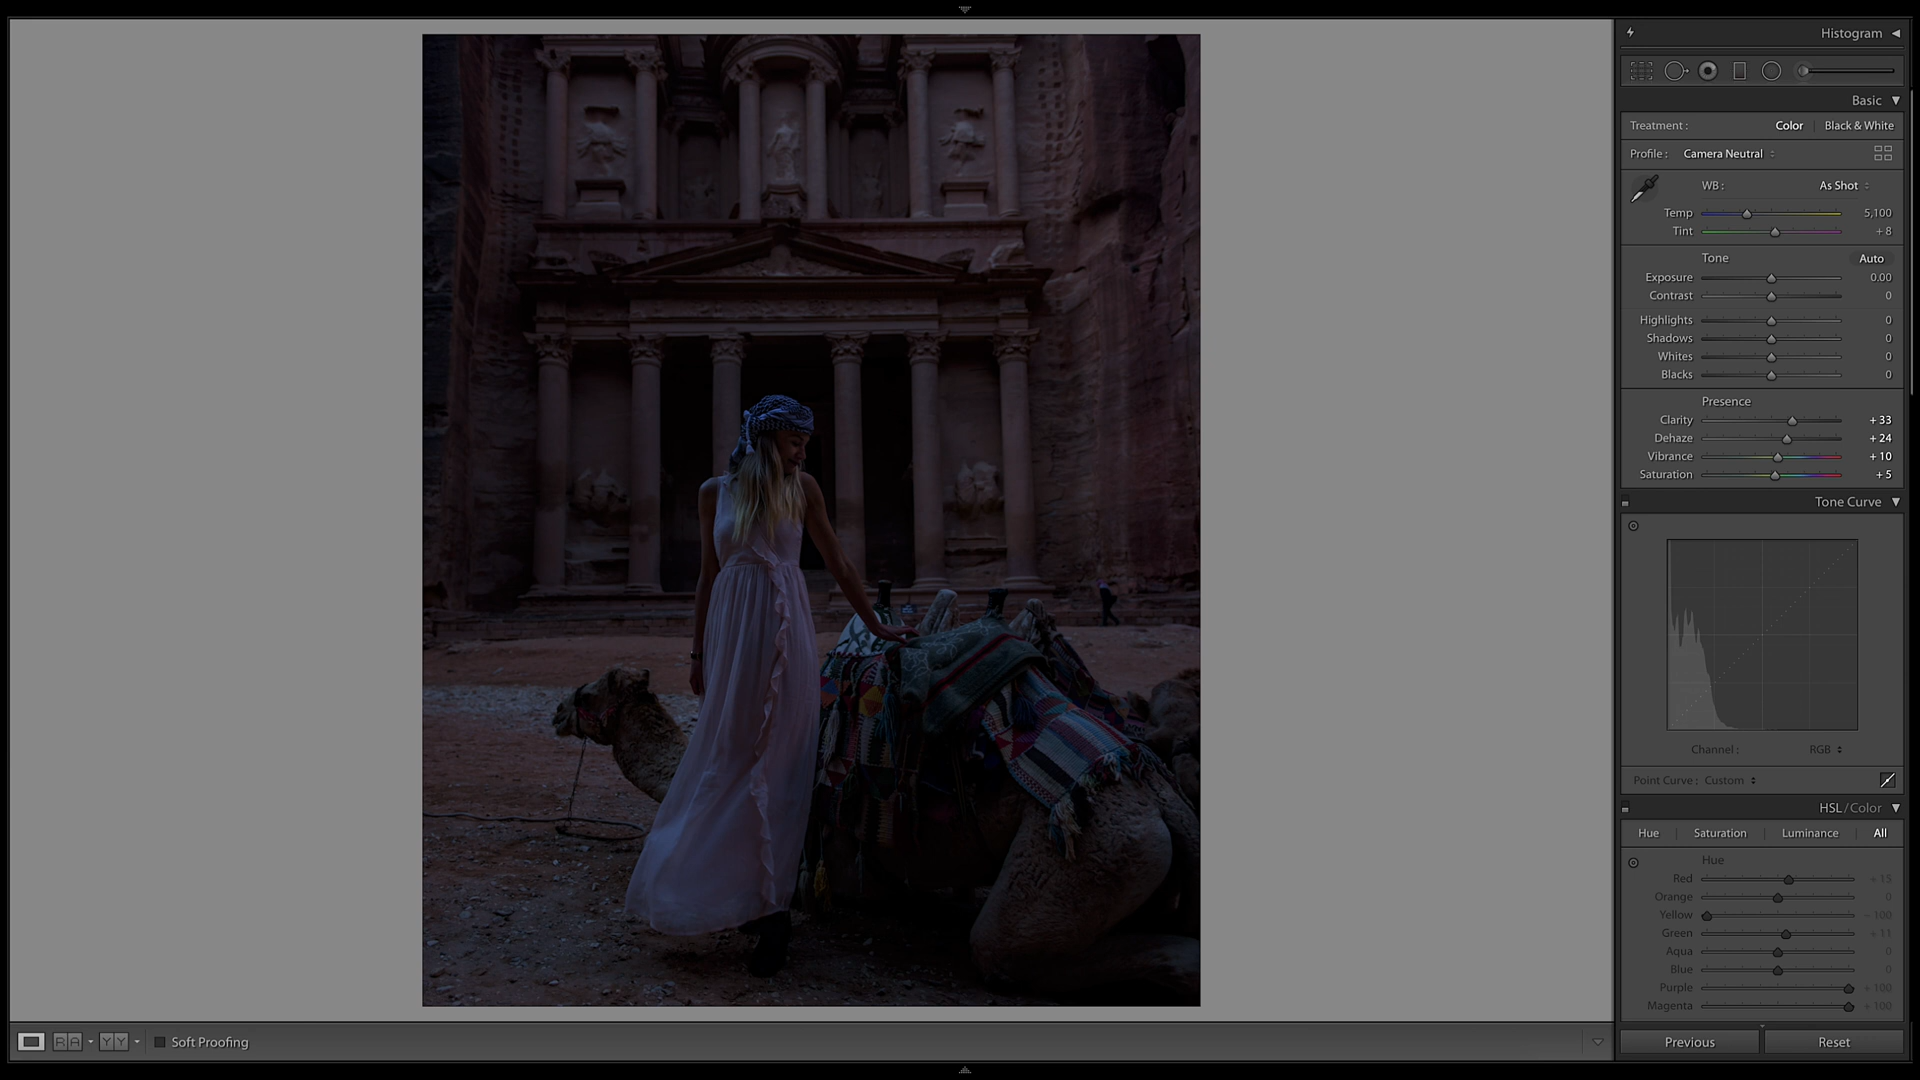 Histogram
Basic
Treatment : Color Black & White
Profile : Camera Neutral
WB : As Shot
Temp 5,100
Tint + 8
Tone Auto
Exposure 0.00
Contrast 0
Highlights 0
Shadows 0
Whites 0
Blacks 0
Presence
Clarity + 33
Dehaze + 24
Vibrance + 10
Saturation + 5
Tone Curve
Channel : RGB
Point Curve : Custom
HSL / Color
Hue Saturation Luminance All
Hue
Red + 15
Orange 0
Yellow − 100
Green + 11
Aqua 0
Blue 0
Purple + 100
Magenta + 100
R A Y Y Soft Proofing
Previous Reset